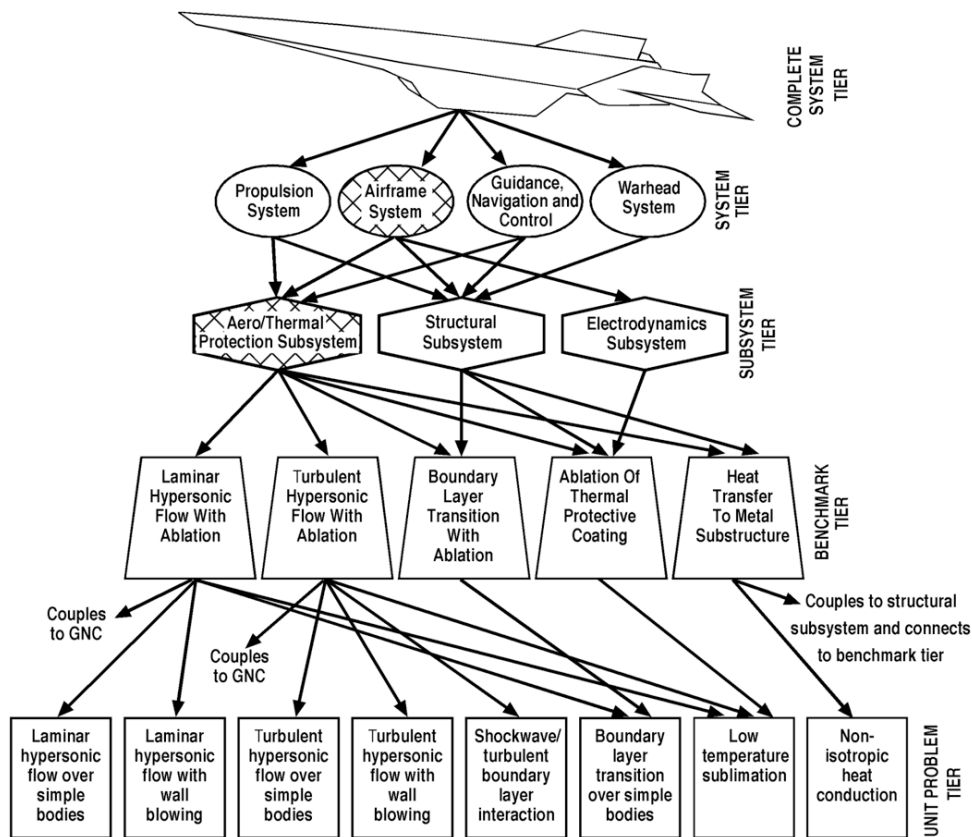 COMPLETE
SYSTEM
TIER
Propulsion
System
Airframe
System
Guidance,
Navigation and
Control
Warhead
System
SYSTEM
TIER
Aero/Thermal
Protection Subsystem
Structural
Subsystem
Electrodynamics
Subsystem
SUBSYSTEM
TIER
Laminar
Hypersonic
Flow With
Ablation
Turbulent
Hypersonic
Flow With
Ablation
Boundary
Layer
Transition
With
Ablation
Ablation Of
Thermal
Protective
Coating
Heat
Transfer
To Metal
Substructure
BENCHMARK
TIER
Couples
to GNC
Couples
to GNC
Couples to structural
subsystem and connects
to benchmark tier
Laminar
hypersonic
flow over
simple
bodies
Laminar
hypersonic
flow with
wall
blowing
Turbulent
hypersonic
flow over
simple
bodies
Turbulent
hypersonic
flow with
wall
blowing
Shockwave/
turbulent
boundary
layer
interaction
Boundary
layer
transition
over simple
bodies
Low
temperature
sublimation
Non-
isotropic
heat
conduction
UNIT PROBLEM
TIER